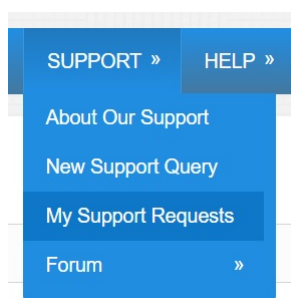 SUPPORT » HELP »
About Our Support
New Support Query
My Support Requests
Forum »